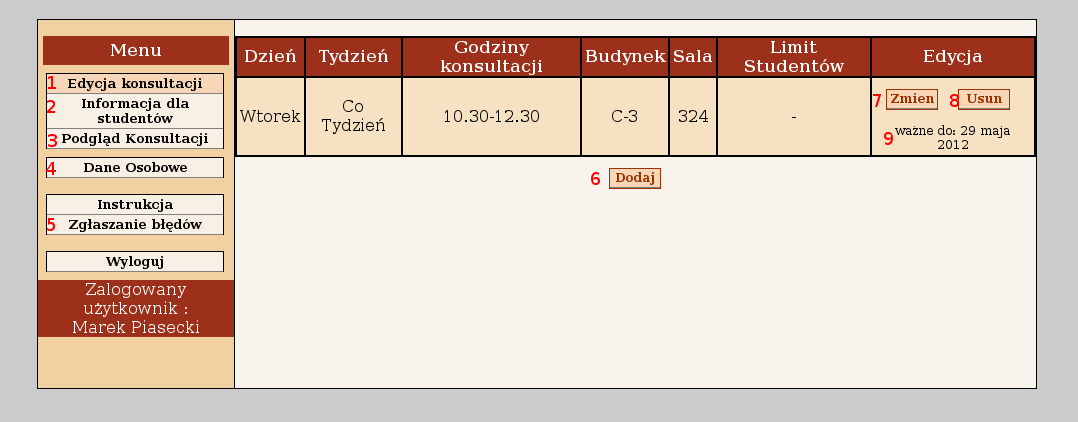 Menu
1 Edycja konsultacji
2 Informacja dla
studentów
3 Podgląd Konsultacji
4 Dane Osobowe
Instrukcja
5 Zgłaszanie błędów
Wyloguj
Zalogowany
użytkownik :
Marek Piasecki
Dzień Tydzień Godziny konsultacji Budynek Sala Limit Studentów Edycja
Wtorek Co Tydzień 10.30-12.30 C-3 324 - 7 Zmien 8 Usun
9 ważne do: 29 maja
2012
6 Dodaj